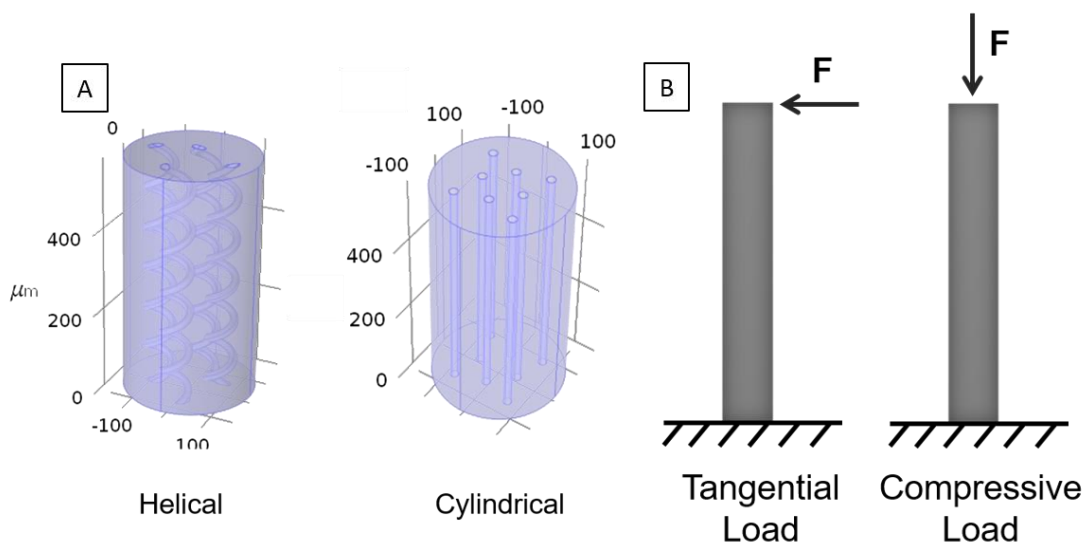 A
0
400
μm
200
0
-100
100
Helical
100
-100
-100
100
400
200
0
Cylindrical
B
F
F
Tangential
Load
Compressive
Load